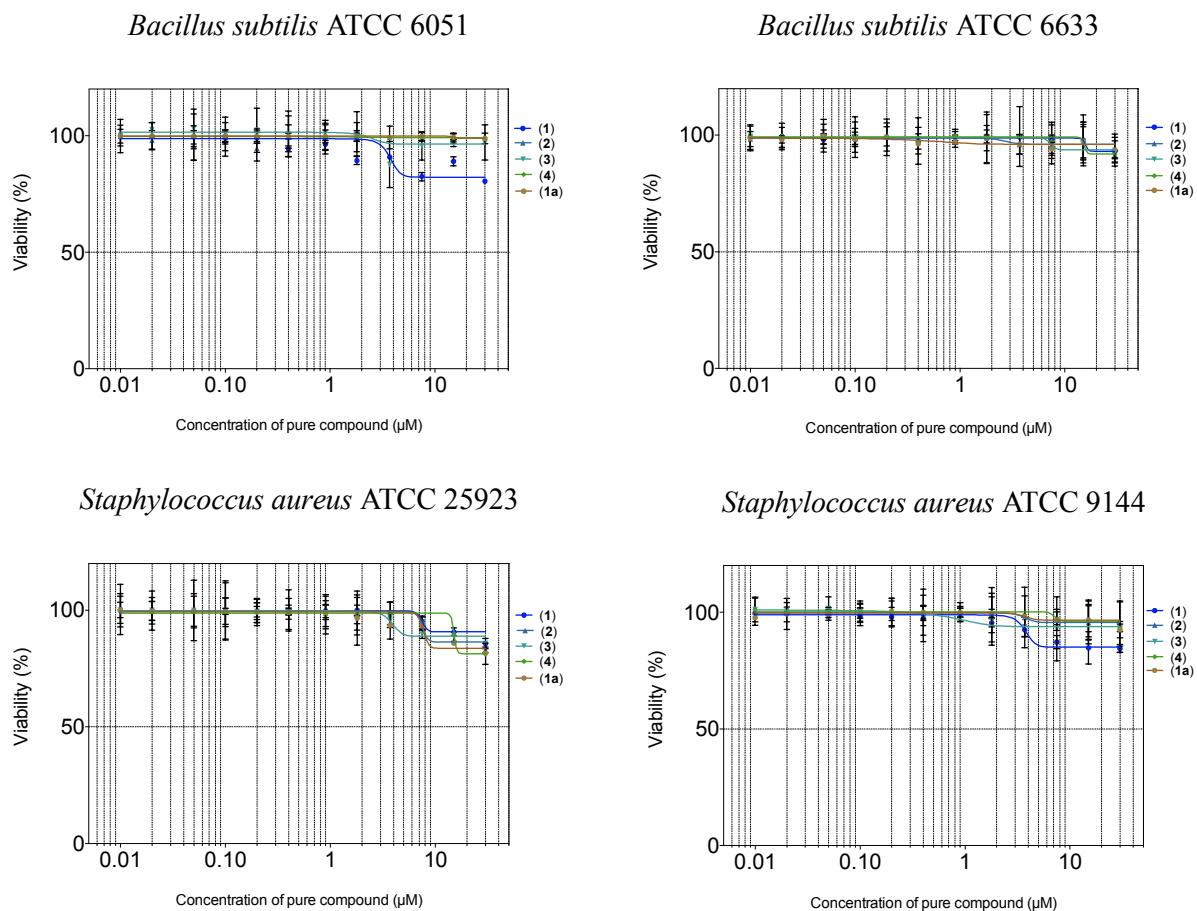 Bacillus subtilis ATCC 6051
Bacillus subtilis ATCC 6633
Viability (%)
100
50
0
0.01 0.10 1 10
Concentration of pure compound (µM)
(1)
(2)
(3)
(4)
(1a)
Viability (%)
100
50
0
0.01 0.10 1 10
Concentration of pure compound (µM)
(1)
(2)
(3)
(4)
(1a)
Staphylococcus aureus ATCC 25923
Staphylococcus aureus ATCC 9144
Viability (%)
100
50
0
0.01 0.10 1 10
Concentration of pure compound (µM)
(1)
(2)
(3)
(4)
(1a)
Viability (%)
100
50
0
0.01 0.10 1 10
Concentration of pure compound (µM)
(1)
(2)
(3)
(4)
(1a)